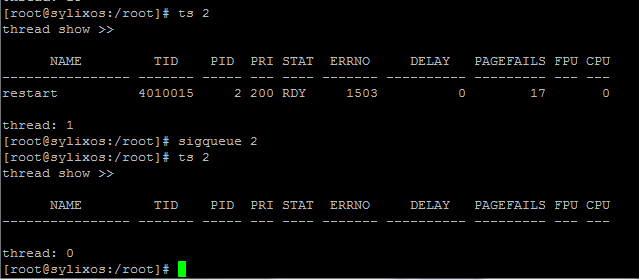 [root@sylixos:/root]# ts 2
thread show >>
NAME TID PID PRI STAT ERRNO DELAY PAGEFAILS FPU CPU
---------------- ------- ----- --- ---- ------- ---------- --------- --- ---
restart 4010015 2 200 RDY 1503 0 17 0
thread: 1
[root@sylixos:/root]# sigqueue 2
[root@sylixos:/root]# ts 2
thread show >>
NAME TID PID PRI STAT ERRNO DELAY PAGEFAILS FPU CPU
---------------- ------- ----- --- ---- ------- ---------- --------- --- ---
thread: 0
[root@sylixos:/root]#